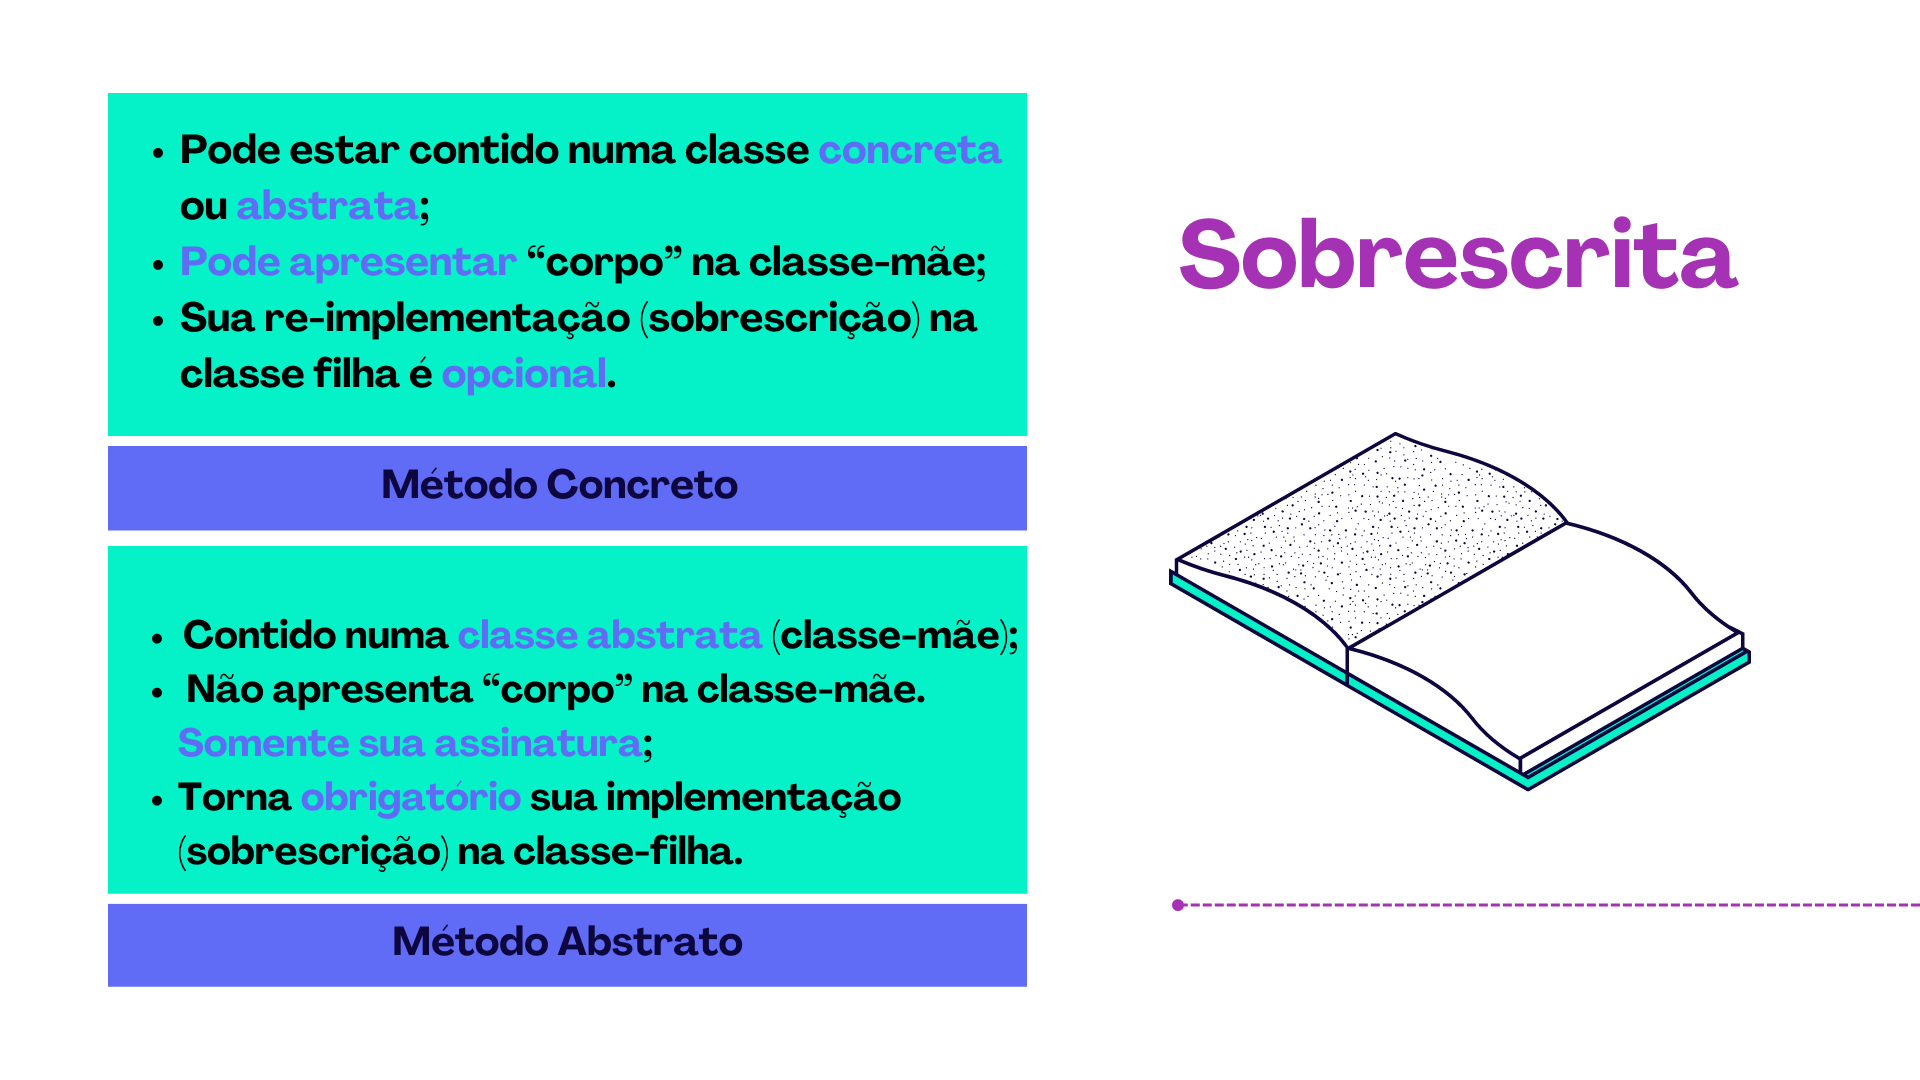 • Pode estar contido numa classe concreta
ou abstrata;
• Pode apresentar “corpo” na classe-mãe;
• Sua re-implementação (sobrescrição) na
classe filha é opcional.
Método Concreto
• Contido numa classe abstrata (classe-mãe);
• Não apresenta “corpo” na classe-mãe.
Somente sua assinatura;
• Torna obrigatório sua implementação
(sobrescrição) na classe-filha.
Método Abstrato
Sobrescrita